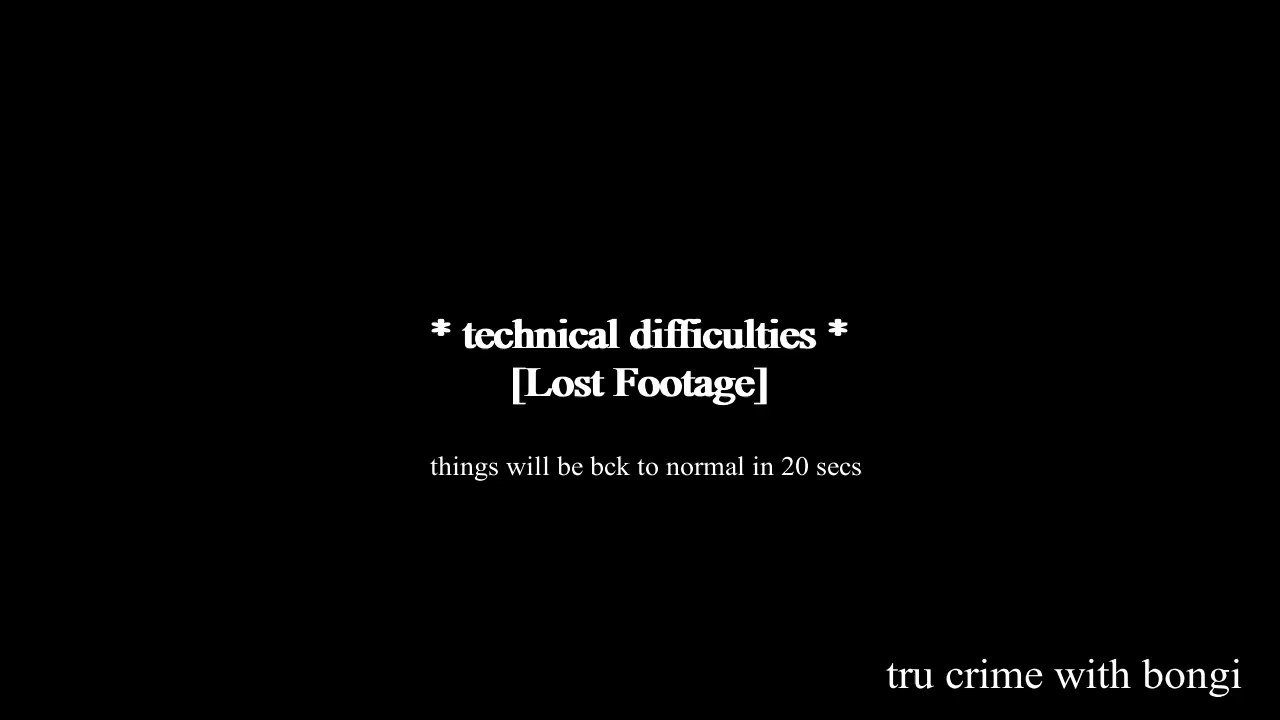 * technical difficulties *
[Lost Footage]
things will be bck to normal in 20 secs
tru crime with bongi